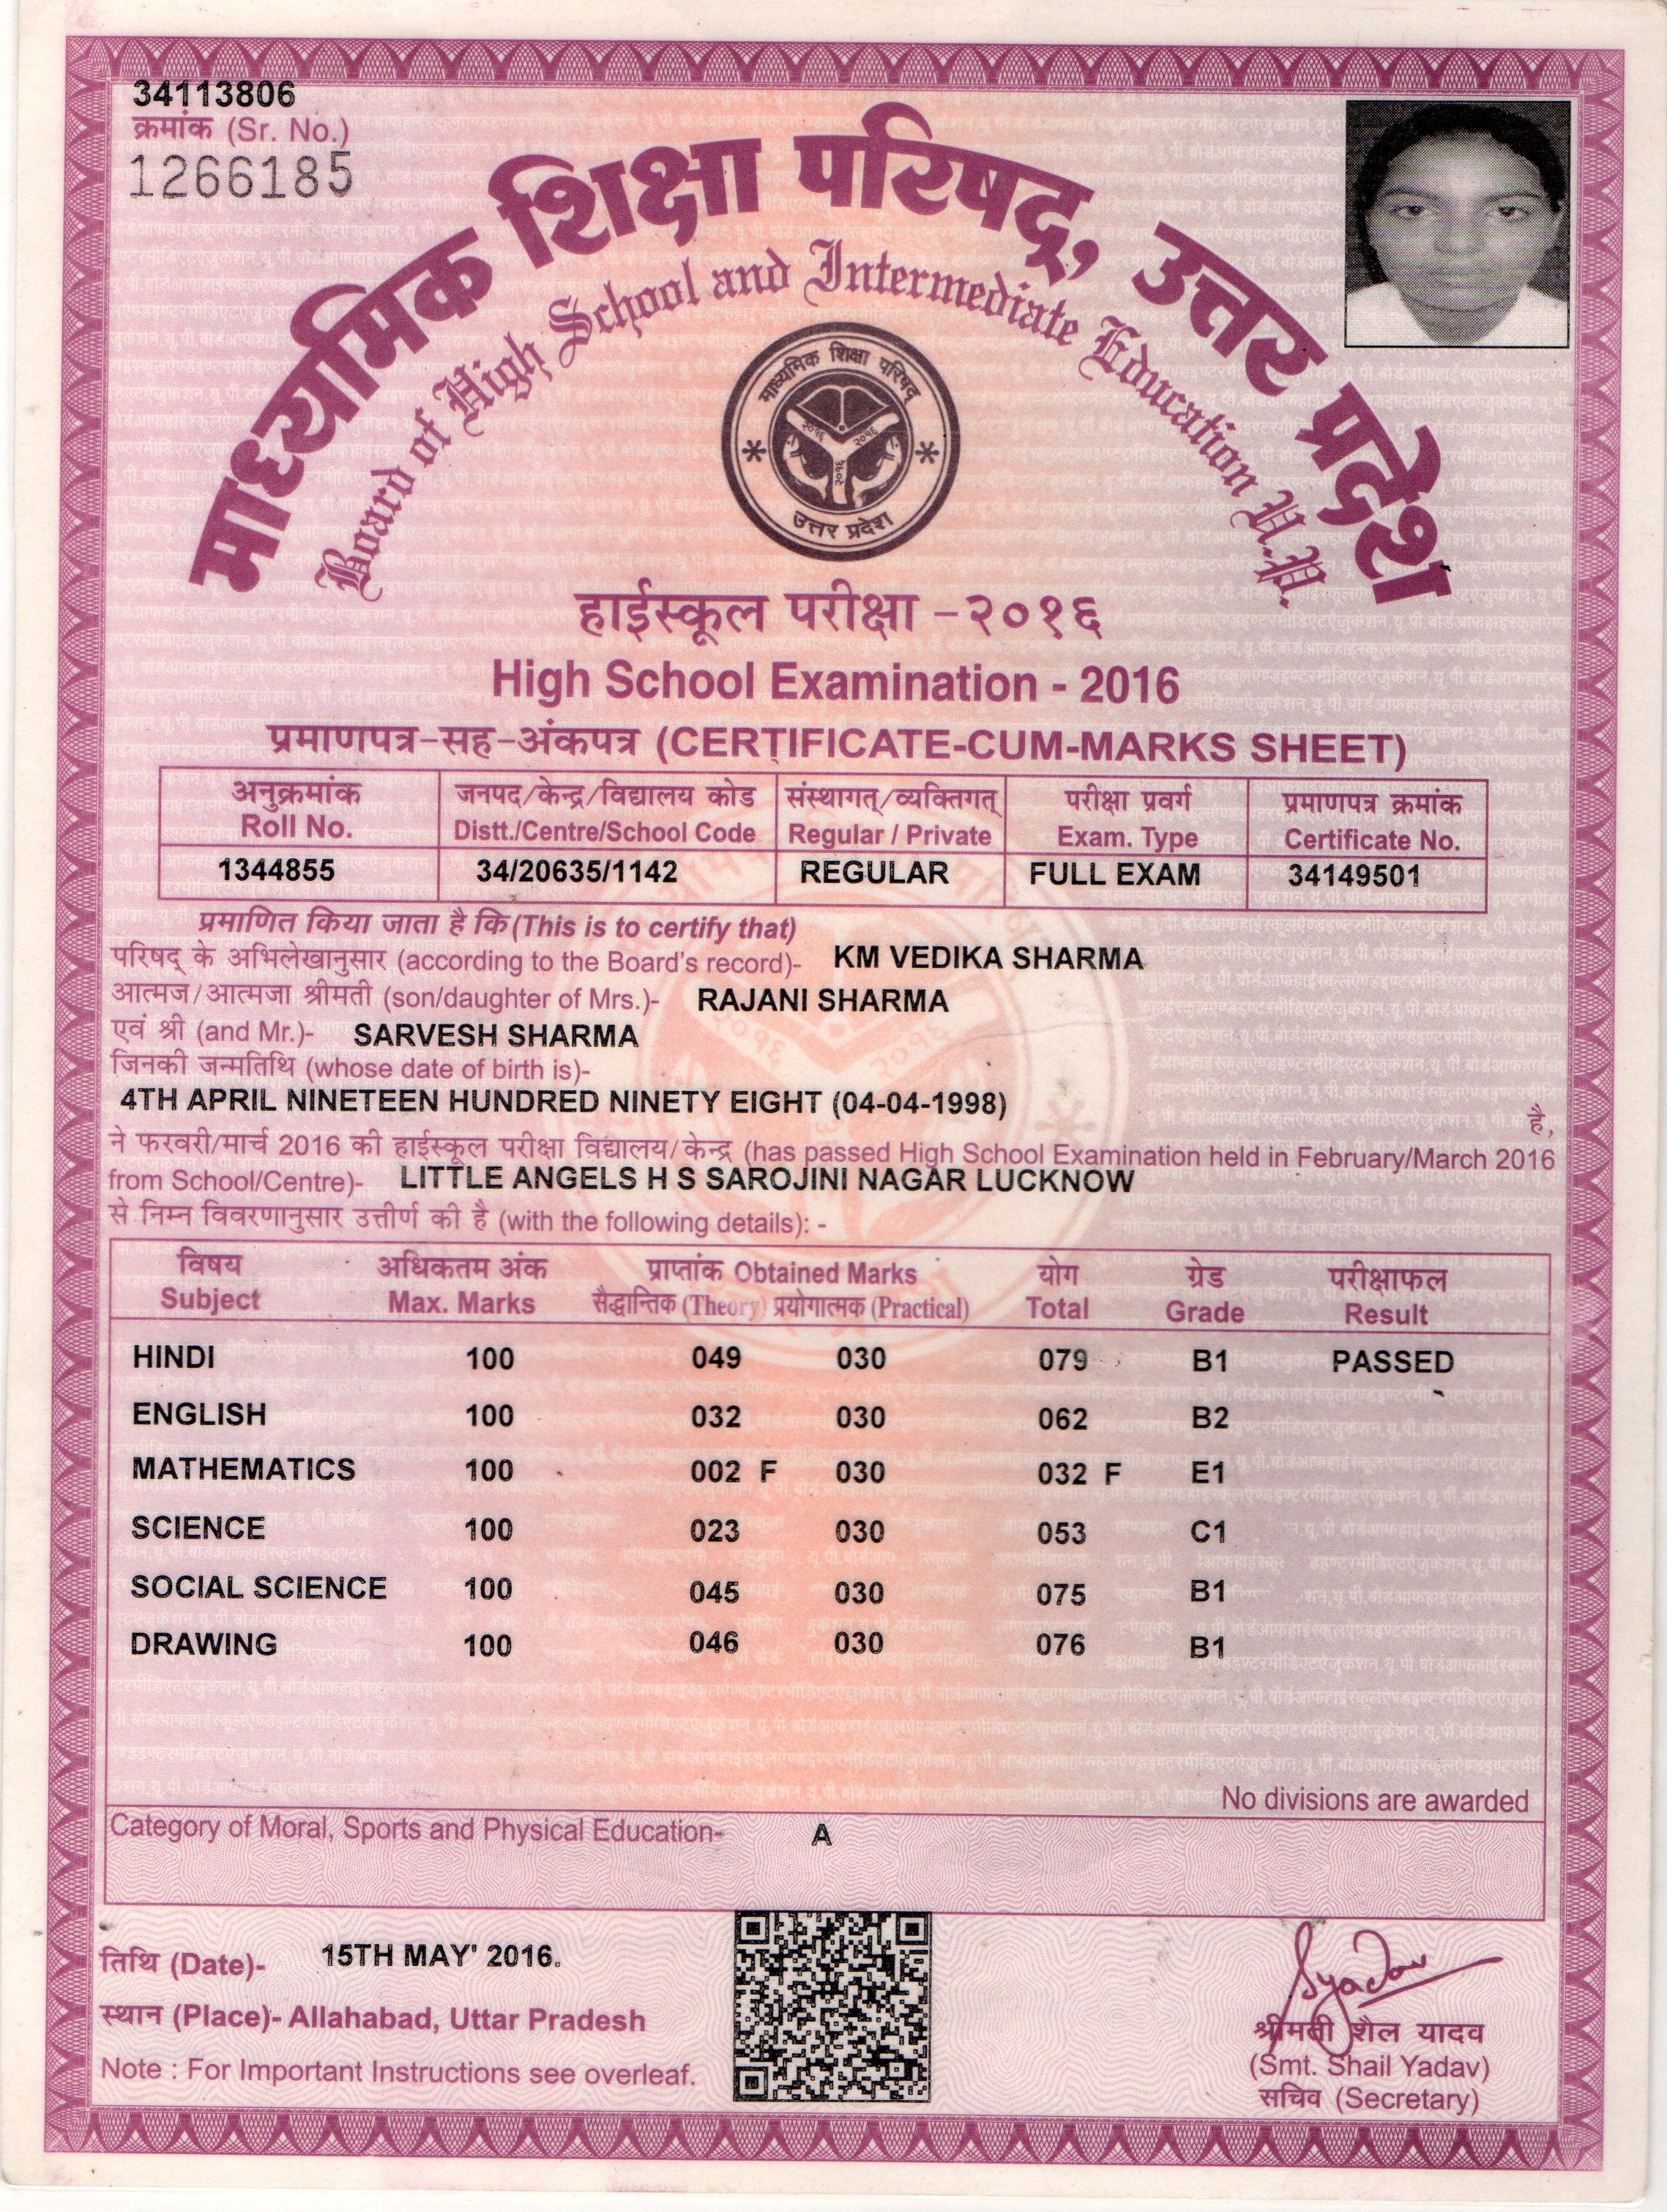 34113806
क्रमांक (Sr. No.)
1266185
माध्यमिक शिक्षा परिषद्, उत्तर प्रदेश
Board of High School and Intermediate Education U.P.
माध्यमिक शिक्षा परिषद्
२०१६ २०१६
२०१६
उत्तर प्रदेश
हाईस्कूल परीक्षा -२०१६
High School Examination - 2016
प्रमाणपत्र-सह-अंकपत्र (CERTIFICATE-CUM-MARKS SHEET)
अनुक्रमांक जनपद/केन्द्र/विद्यालय कोड संस्थागत्/व्यक्तिगत् परीक्षा प्रवर्ग प्रमाणपत्र क्रमांक
Roll No. Distt./Centre/School Code Regular / Private Exam. Type Certificate No.
1344855 34/20635/1142 REGULAR FULL EXAM 34149501
प्रमाणित किया जाता है कि (This is to certify that)
परिषद् के अभिलेखानुसार (according to the Board's record)- KM VEDIKA SHARMA
आत्मज/आत्मजा श्रीमती (son/daughter of Mrs.)- RAJANI SHARMA
एवं श्री (and Mr.)- SARVESH SHARMA
जिनकी जन्मतिथि (whose date of birth is)-
4TH APRIL NINETEEN HUNDRED NINETY EIGHT (04-04-1998)
है,
ने फरवरी/मार्च 2016 की हाईस्कूल परीक्षा विद्यालय/केन्द्र (has passed High School Examination held in February/March 2016
from School/Centre)- LITTLE ANGELS H S SAROJINI NAGAR LUCKNOW
से निम्न विवरणानुसार उत्तीर्ण की है (with the following details): -
विषय अधिकतम अंक प्राप्तांक Obtained Marks योग ग्रेड परीक्षाफल
Subject Max. Marks सैद्धान्तिक (Theory) प्रयोगात्मक (Practical) Total Grade Result
HINDI 100 049 030 079 B1 PASSED
ENGLISH 100 032 030 062 B2
MATHEMATICS 100 002 F 030 032 F E1
SCIENCE 100 023 030 053 C1
SOCIAL SCIENCE 100 045 030 075 B1
DRAWING 100 046 030 076 B1
No divisions are awarded
Category of Moral, Sports and Physical Education- A
तिथि (Date)- 15TH MAY' 2016.
स्थान (Place)- Allahabad, Uttar Pradesh
Note : For Important Instructions see overleaf.
Syadav
श्रीमती शैल यादव
(Smt. Shail Yadav)
सचिव (Secretary)